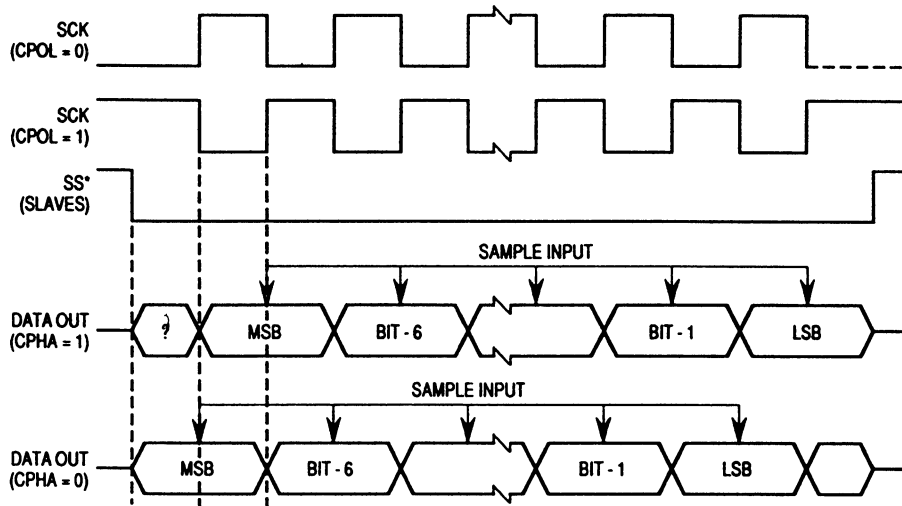 SCK
(CPOL = 0)
SCK
(CPOL = 1)
SS*
(SLAVES)
SAMPLE INPUT
DATA OUT
(CPHA = 1)
?
MSB
BIT - 6
BIT - 1
LSB
SAMPLE INPUT
DATA OUT
(CPHA = 0)
MSB
BIT - 6
BIT - 1
LSB